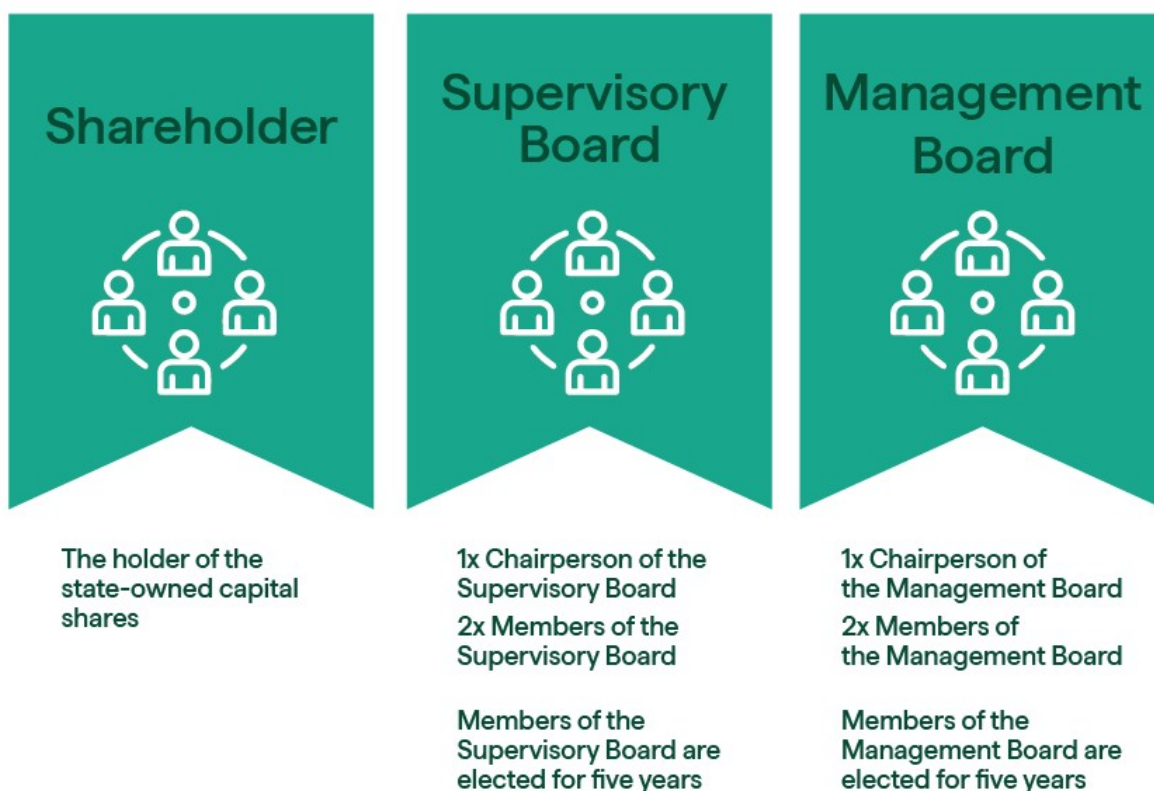 Shareholder
The holder of the
state-owned capital
shares
Supervisory
Board
1x Chairperson of the
Supervisory Board
2x Members of the
Supervisory Board
Members of the
Supervisory Board are
elected for five years
Management
Board
1x Chairperson of
the Management Board
2x Members of
the Management Board
Members of the
Management Board are
elected for five years